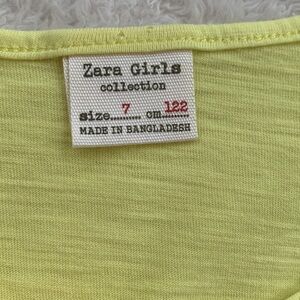 Zara Girls
collection
size.......7.... cm.122
MADE IN BANGLADESH